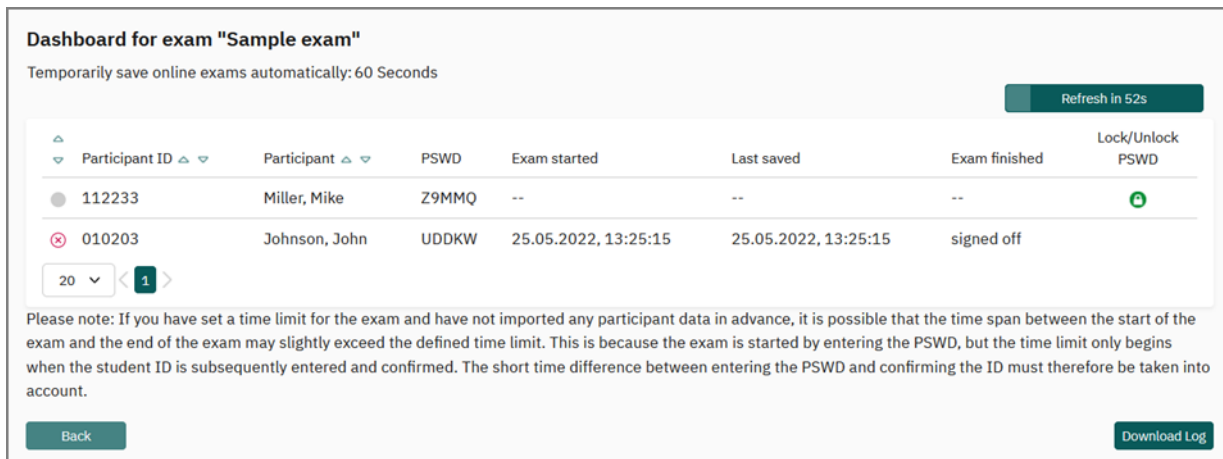 Dashboard for exam "Sample exam"
Temporarily save online exams automatically: 60 Seconds
Refresh in 52s
Lock/Unlock
Participant ID Participant PSWD Exam started Last saved Exam finished PSWD
112233 Miller, Mike Z9MMQ -- -- --
010203 Johnson, John UDDKW 25.05.2022, 13:25:15 25.05.2022, 13:25:15 signed off
20 1
Please note: If you have set a time limit for the exam and have not imported any participant data in advance, it is possible that the time span between the start of the
exam and the end of the exam may slightly exceed the defined time limit. This is because the exam is started by entering the PSWD, but the time limit only begins
when the student ID is subsequently entered and confirmed. The short time difference between entering the PSWD and confirming the ID must therefore be taken into
account.
Back Download Log